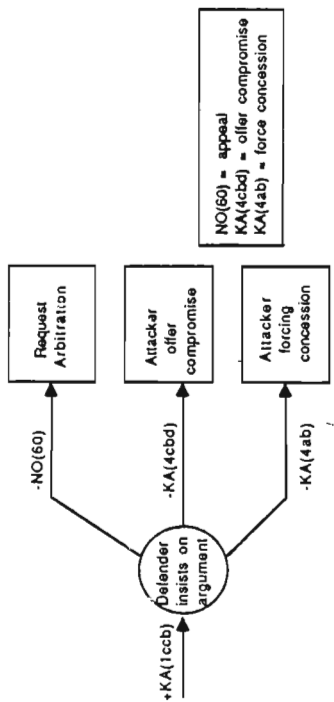 +KA(1ccb)
Defender
insists on
argument
-NO(60)
Request
Arbitration
-KA(4cbd)
Attacker
offer
compromise
-KA(4ab)
Attacker
forcing
concession
NO(60) = appeal
KA(4cbd) = offer compromise
KA(4ab) = force concession